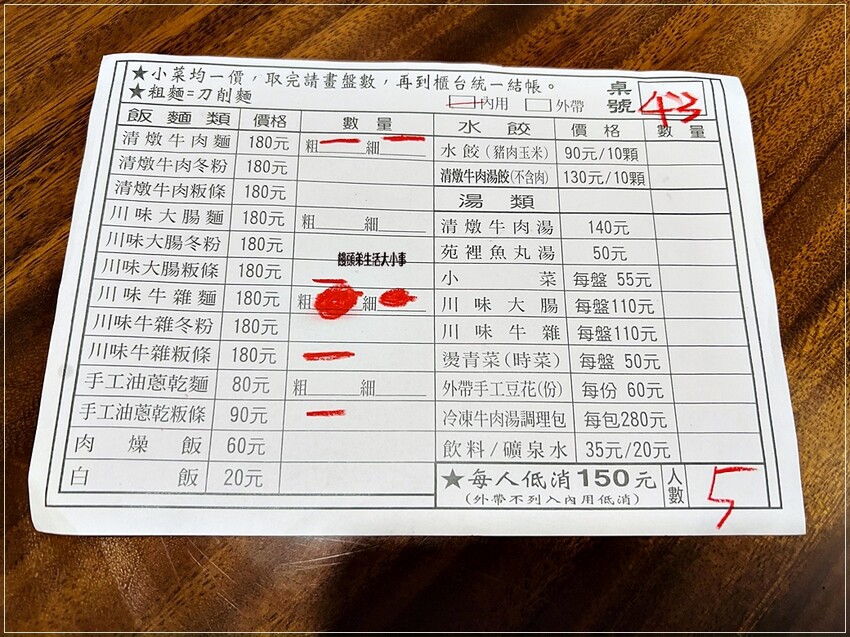 ★小菜均一價，取完請畫盤數，再到櫃台統一結帳。
★粗麵=刀削麵
內用 外帶
桌號 43
飯麵類 價格 數量
清燉牛肉麵 180元 粗 一 細 一
清燉牛肉冬粉 180元
清燉牛肉粄條 180元
川味大腸麵 180元 粗 細
川味大腸冬粉 180元
川味大腸粄條 180元 一
川味牛雜麵 180元 粗 細
川味牛雜冬粉 180元
川味牛雜粄條 180元 一
手工油蔥乾麵 80元 粗 細
手工油蔥乾粄條 90元 一
肉燥飯 60元
白飯 20元
水餃 價格 數量
水餃(豬肉玉米) 90元/10顆
清燉牛肉湯餃(不含肉) 130元/10顆
湯類
清燉牛肉湯 140元
苑裡魚丸湯 50元
小菜 每盤 55元
川味大腸 每盤110元
川味牛雜 每盤110元
燙青菜(時菜) 每盤 50元
外帶手工豆花(份) 每份 60元
冷凍牛肉湯調理包 每包280元
飲料/礦泉水 35元/20元
★每人低消150元
(外帶不列入內用低消)
人數 5
饅頭弟生活大小事